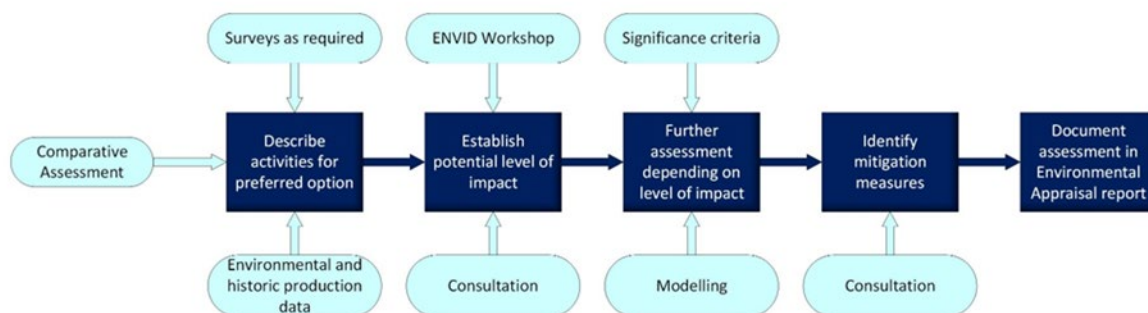 Surveys as required
ENVID Workshop
Significance criteria
Comparative
Assessment
Describe
activities for
preferred option
Establish
potential level of
impact
Further
assessment
depending on
level of impact
Identify
mitigation
measures
Document
assessment in
Environmental
Appraisal report
Environmental and
historic production
data
Consultation
Modelling
Consultation